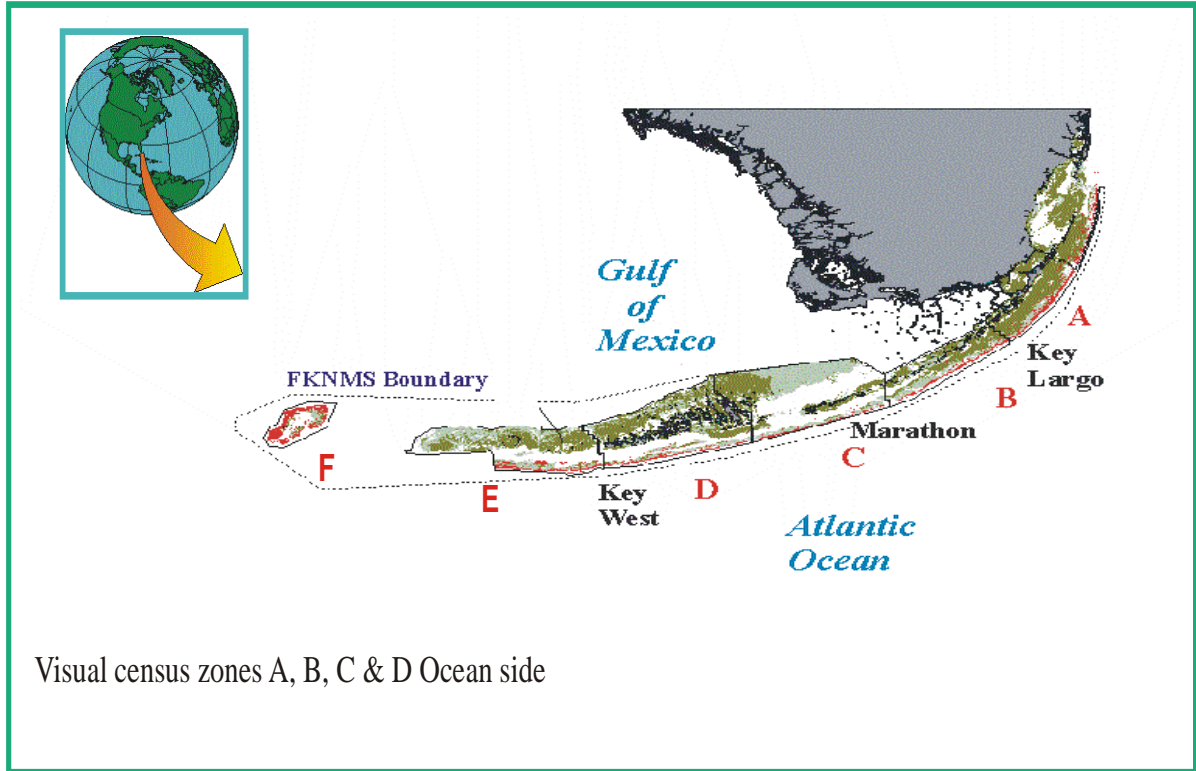 Gulf
of
Mexico
FKNMS Boundary
A
Key
Largo
B
Marathon
C
F
E
Key
West
D
Atlantic
Ocean
Visual census zones A, B, C & D Ocean side